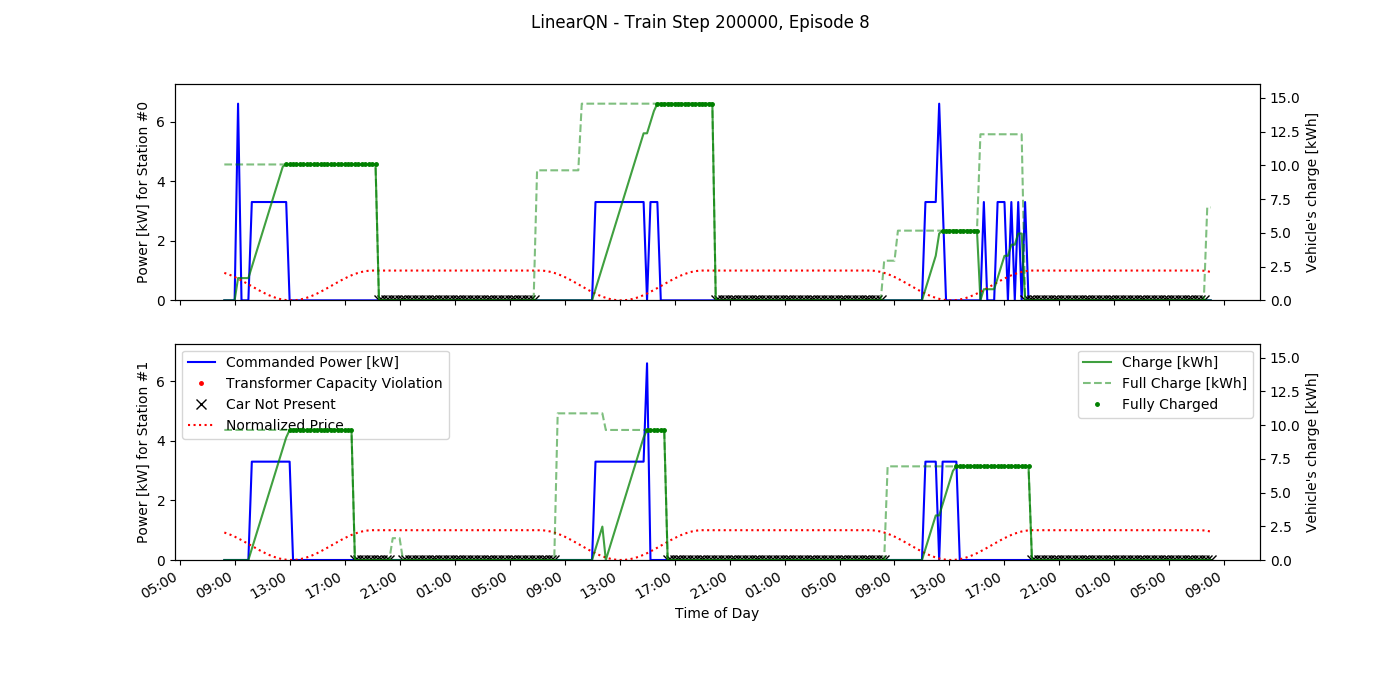 LinearQN - Train Step 200000, Episode 8
Power [kW] for Station #0
6
4
2
0
15.0
12.5
10.0
7.5
5.0
2.5
0.0
Vehicle's charge [kWh]
Power [kW] for Station #1
6
4
2
0
Commanded Power [kW]
Transformer Capacity Violation
Car Not Present
Normalized Price
Charge [kWh]
Full Charge [kWh]
Fully Charged
15.0
12.5
10.0
7.5
5.0
2.5
0.0
Vehicle's charge [kWh]
05:00 09:00 13:00 17:00 21:00 01:00 05:00 09:00 13:00 17:00 21:00 01:00 05:00 09:00 13:00 17:00 21:00 01:00 05:00 09:00
Time of Day